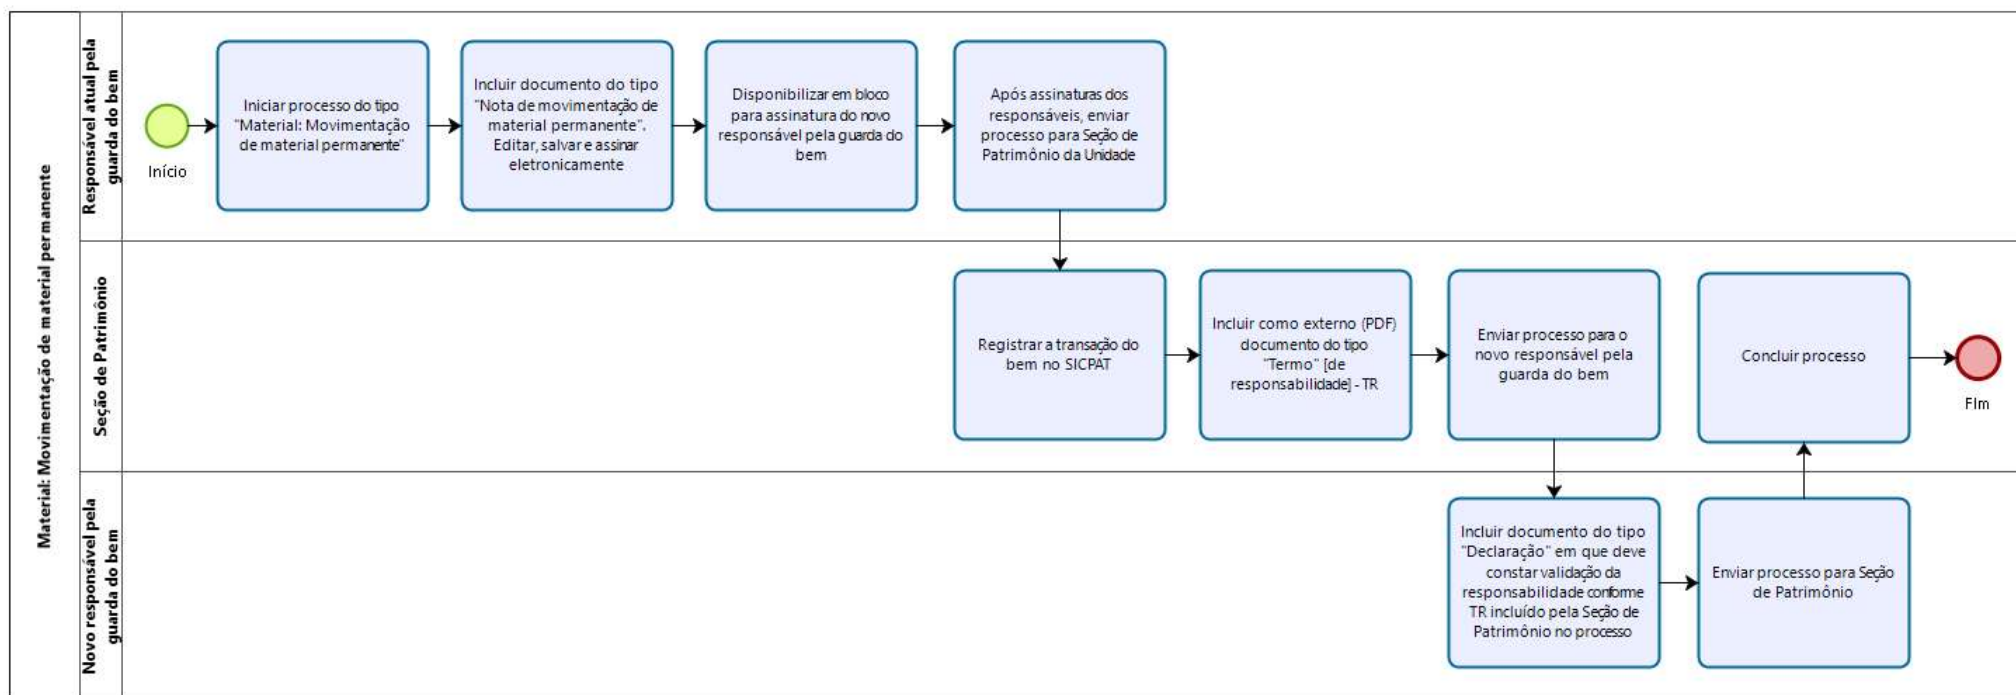 Material: Movimentação de material permanente
Responsável atual pela
guarda do bem
Início
Iniciar processo do tipo
"Material: Movimentação
de material permanente"
Incluir documento do tipo
"Nota de movimentação de
material permanente".
Editar, salvar e assinar
eletronicamente
Disponibilizar em bloco
para assinatura do novo
responsável pela guarda do
bem
Após assinaturas dos
responsáveis, enviar
processo para Seção de
Patrimônio da Unidade
Seção de Patrimônio
Registrar a transação do
bem no SICPAT
Incluir como externo (PDF)
documento do tipo
"Termo" [de
responsabilidade] - TR
Enviar processo para o
novo responsável pela
guarda do bem
Concluir processo
FIm
Novo responsável pela
guarda do bem
Incluir documento do tipo
"Declaração" em que deve
constar validação da
responsabilidade conforme
TR incluído pela Seção de
Patrimônio no processo
Enviar processo para Seção
de Patrimônio